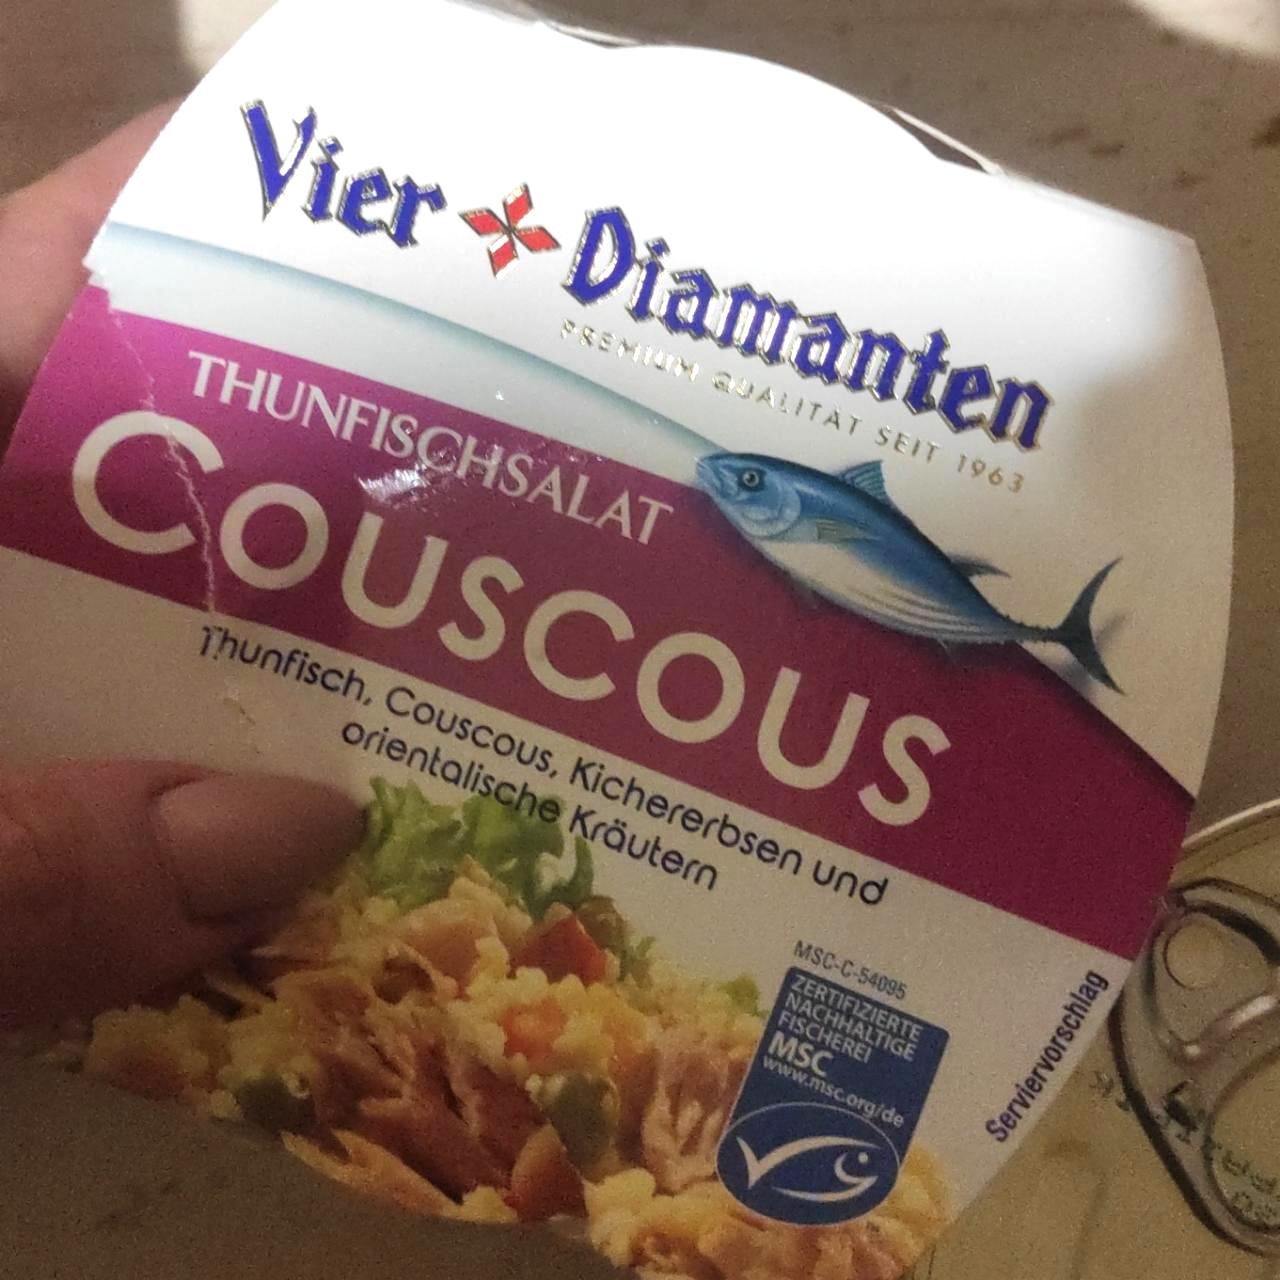 Vier Diamanten
PREMIUM QUALITÄT SEIT 1963
THUNFISCHSALAT
COUSCOUS
Thunfisch, Couscous, Kichererbsen und
orientalische Kräutern
MSC-C-54095
ZERTIFIZIERTE
NACHHALTIGE
FISCHEREI
MSC
www.msc.org/de
TM
Serviervorschlag